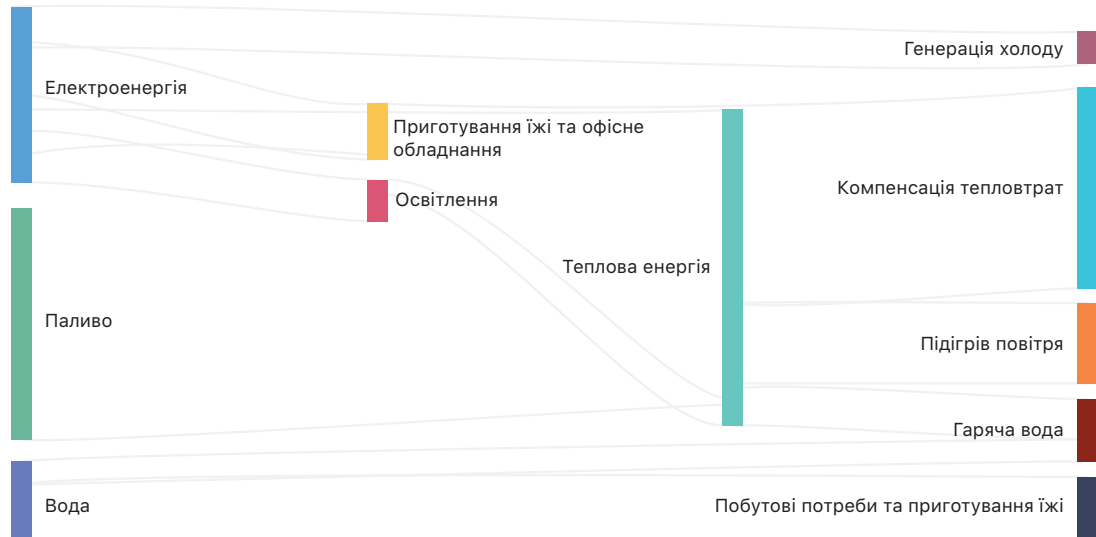 Генерація холоду
Електроенергія
Приготування їжі та офісне
обладнання
Компенсація тепловтрат
Освітлення
Теплова енергія
Паливо
Підігрів повітря
Гаряча вода
Вода
Побутові потреби та приготування їжі